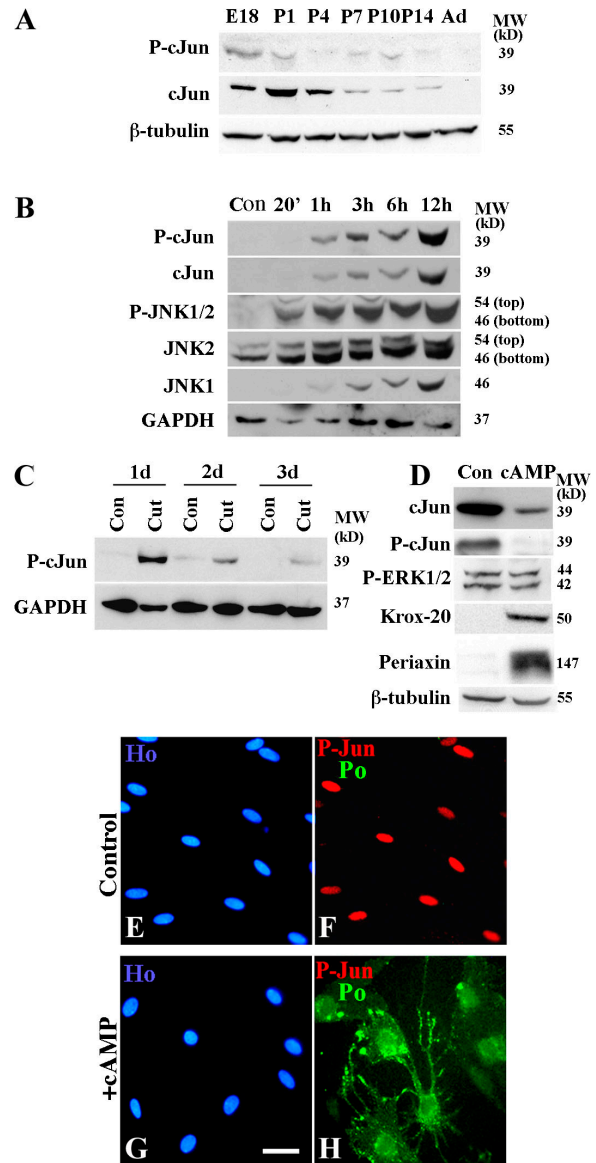 A
E18 P1 P4 P7 P10 P14 Ad
MW
(kD)
P-cJun
39
cJun
39
β-tubulin
55
B
Con 20' 1h 3h 6h 12h
MW
(kD)
P-cJun
39
cJun
39
P-JNK1/2
54 (top)
46 (bottom)
JNK2
54 (top)
46 (bottom)
JNK1
46
GAPDH
37
C
1d 2d 3d
Con Cut Con Cut Con Cut
MW
(kD)
P-cJun
39
GAPDH
37
D
Con cAMP
MW
(kD)
cJun
39
P-cJun
39
P-ERK1/2
44
42
Krox-20
50
Periaxin
147
β-tubulin
55
Control
Ho
E
P-Jun
Po
F
+cAMP
Ho
G
P-Jun
Po
H